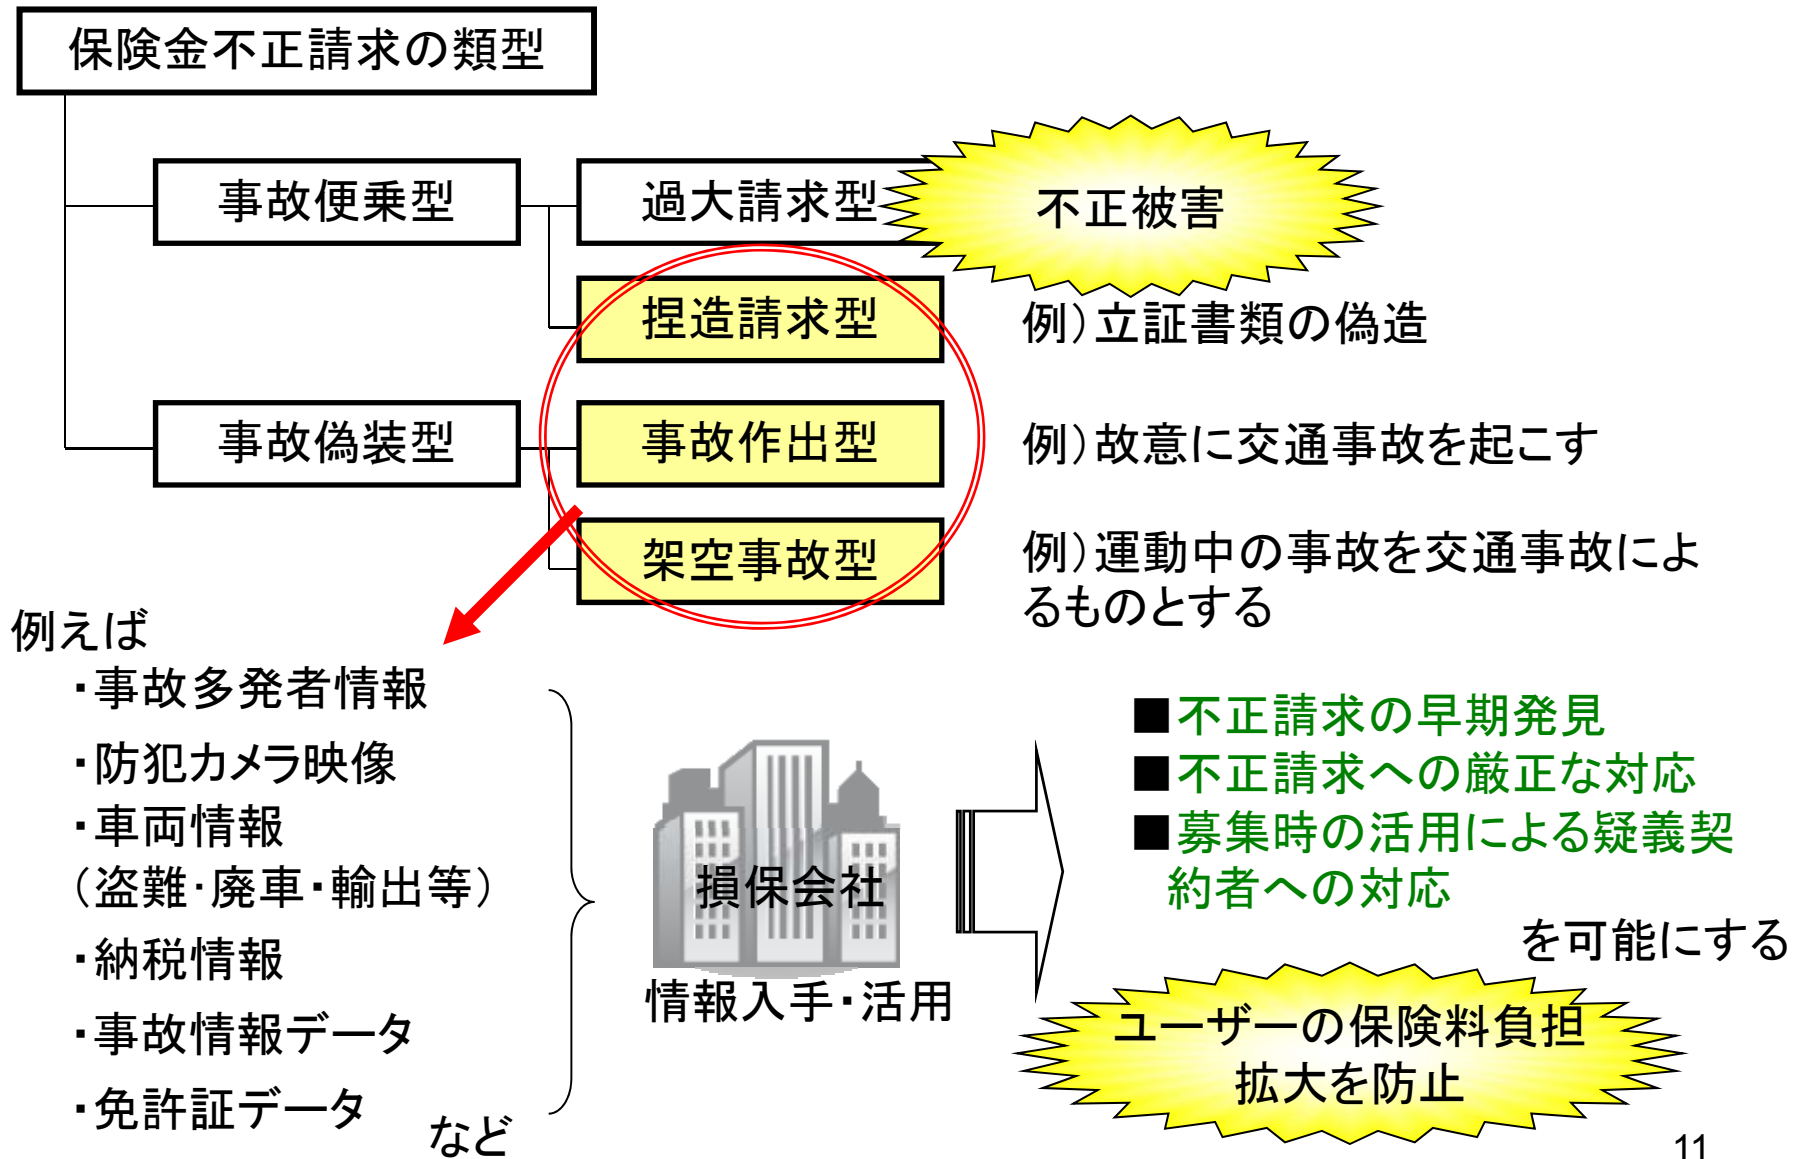 保険金不正請求の類型
事故便乗型
過大請求型
不正被害
捏造請求型
例）立証書類の偽造
事故偽装型
事故作出型
例）故意に交通事故を起こす
架空事故型
例）運動中の事故を交通事故によ
るものとする
例えば
・事故多発者情報
・防犯カメラ映像
・車両情報
（盗難・廃車・輸出等）
・納税情報
・事故情報データ
・免許証データ
など
損保会社
情報入手・活用
■不正請求の早期発見
■不正請求への厳正な対応
■募集時の活用による疑義契
約者への対応
を可能にする
ユーザーの保険料負担
拡大を防止
11